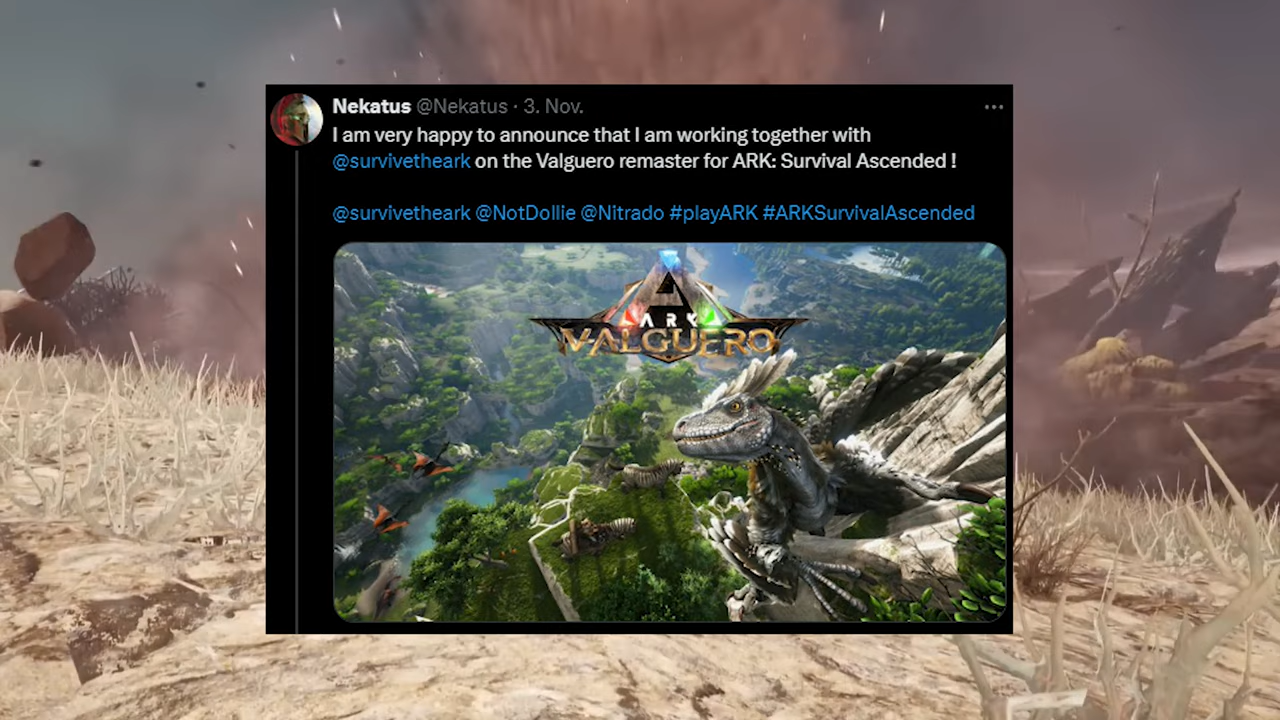 Nekatus @Nekatus · 3. Nov.
I am very happy to announce that I am working together with
@survivetheark on the Valguero remaster for ARK: Survival Ascended !
@survivetheark @NotDollie @Nitrado #playARK #ARKSurvivalAscended
ARK
VALGUERO